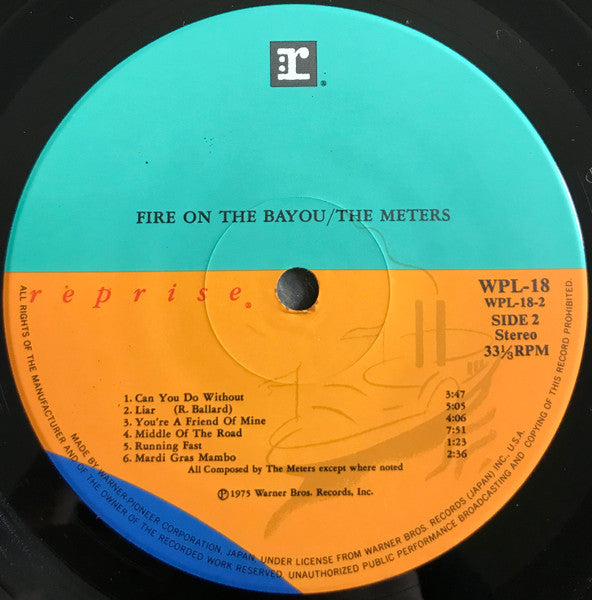 r
FIRE ON THE BAYOU/THE METERS
reprise®
WPL-18
WPL-18-2
SIDE 2
Stereo
33⅓RPM
1. Can You Do Without 3:47
2. Liar (R. Ballard) 5:05
3. You're A Friend Of Mine 4:06
4. Middle Of The Road 7:51
5. Running Fast 1:23
6. Mardi Gras Mambo 2:36
All Composed by The Meters except where noted
Ⓟ1975 Warner Bros. Records, Inc.
MADE BY WARNER-PIONEER CORPORATION, JAPAN, UNDER LICENSE FROM WARNER BROS. RECORDS (JAPAN) INC., U.S.A.
ALL RIGHTS OF THE MANUFACTURER AND OF THE OWNER OF THE RECORDED WORK RESERVED. UNAUTHORIZED PUBLIC PERFORMANCE BROADCASTING AND COPYING OF THIS RECORD PROHIBITED.